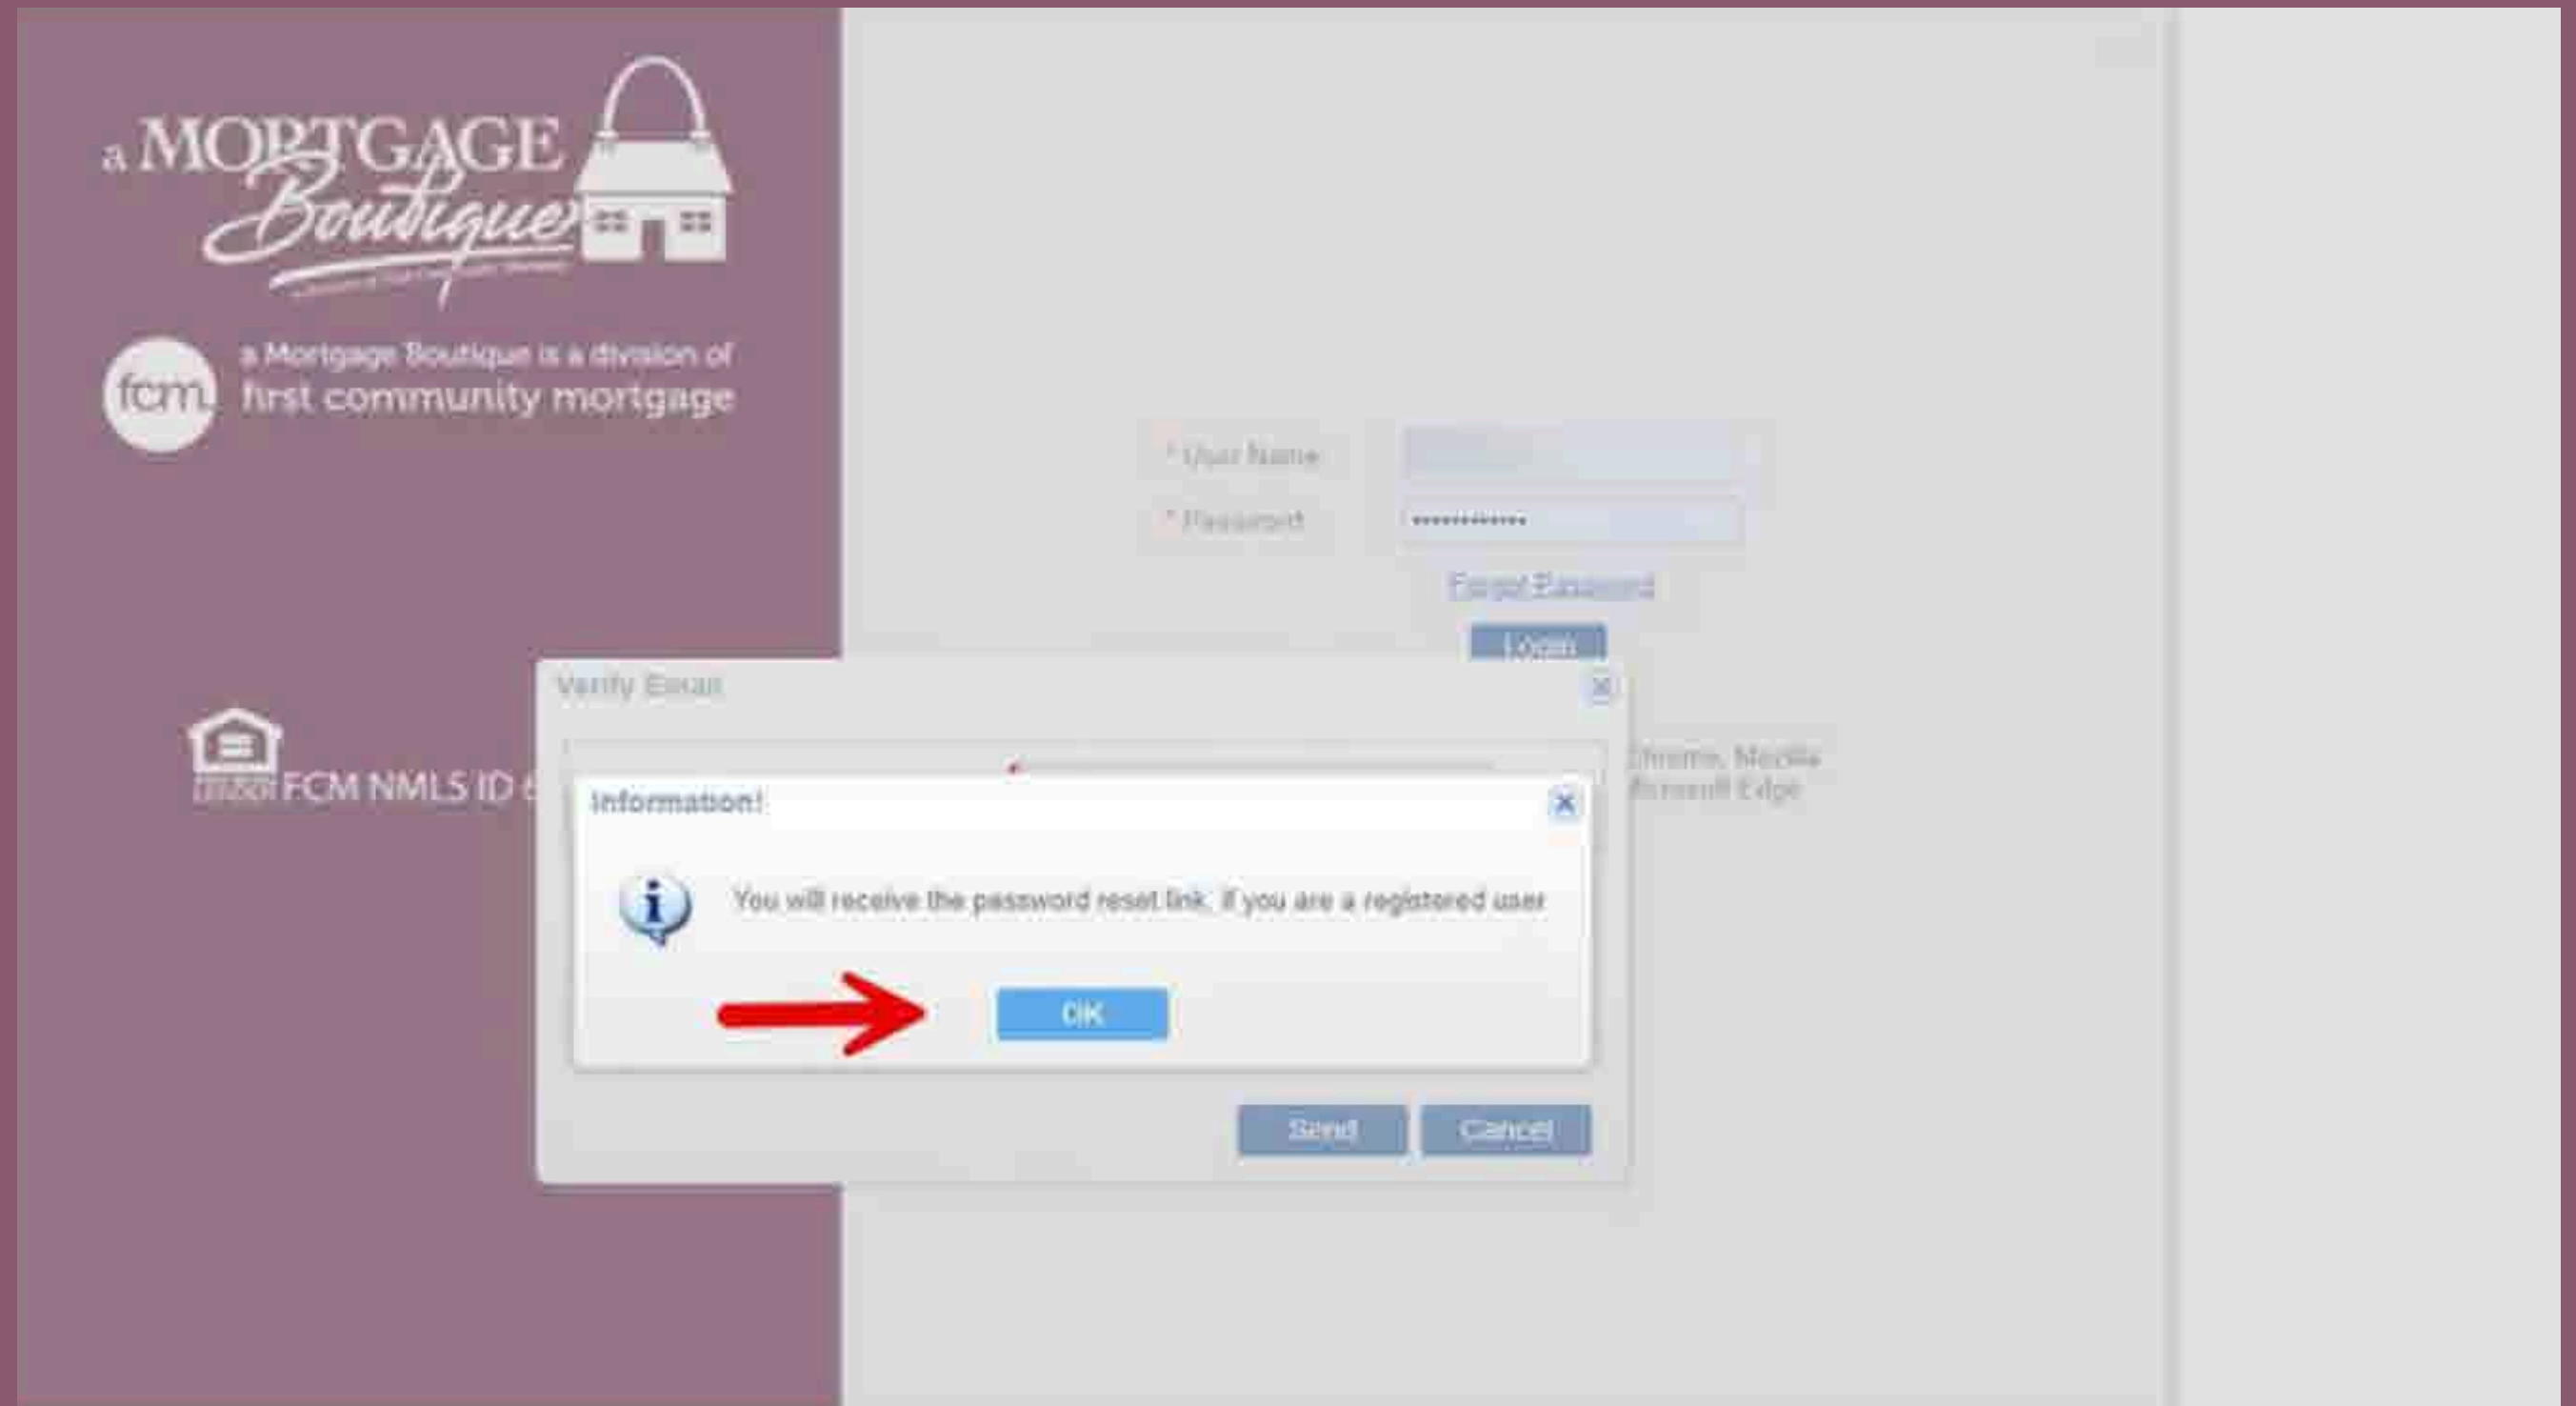 a MORTGAGE
Boutique
fcm
a Mortgage Boutique is a division of
first community mortgage
* User Name
* Password
Forgot Password
Login
Verify Email
Chrome, Mozilla
Microsoft Edge
LENDER FCM NMLS ID
Information!
You will receive the password reset link, if you are a registered user
OK
Send
Cancel